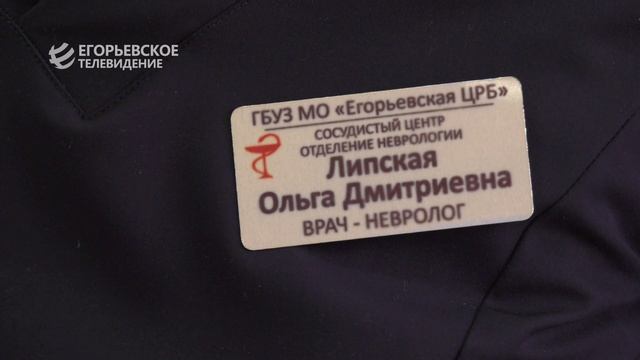 ЕГОРЬЕВСКОЕ
ТЕЛЕВИДЕНИЕ
ГБУЗ МО «Егорьевская ЦРБ»
СОСУДИСТЫЙ ЦЕНТР
ОТДЕЛЕНИЕ НЕВРОЛОГИИ
Липская
Ольга Дмитриевна
ВРАЧ - НЕВРОЛОГ